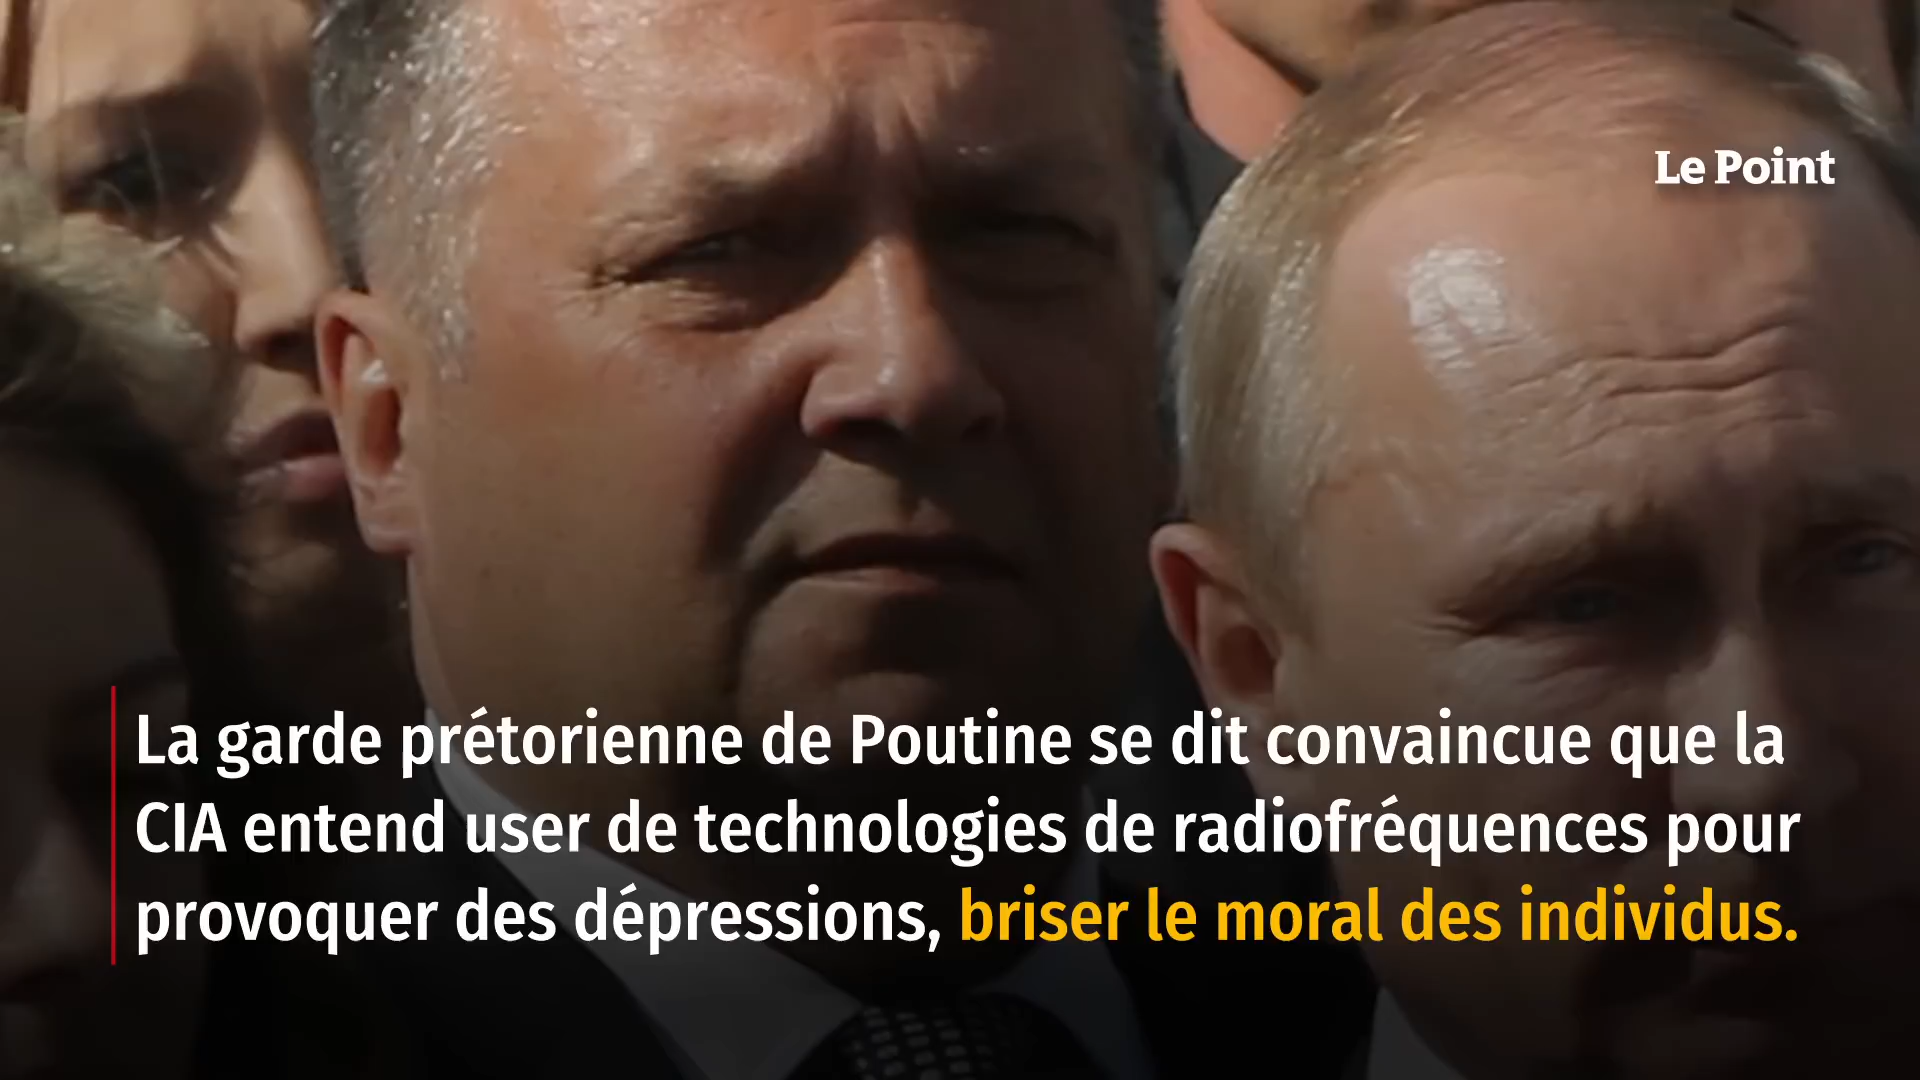 Le Point
La garde prétorienne de Poutine se dit convaincue que la
CIA entend user de technologies de radiofréquences pour
provoquer des dépressions, briser le moral des individus.